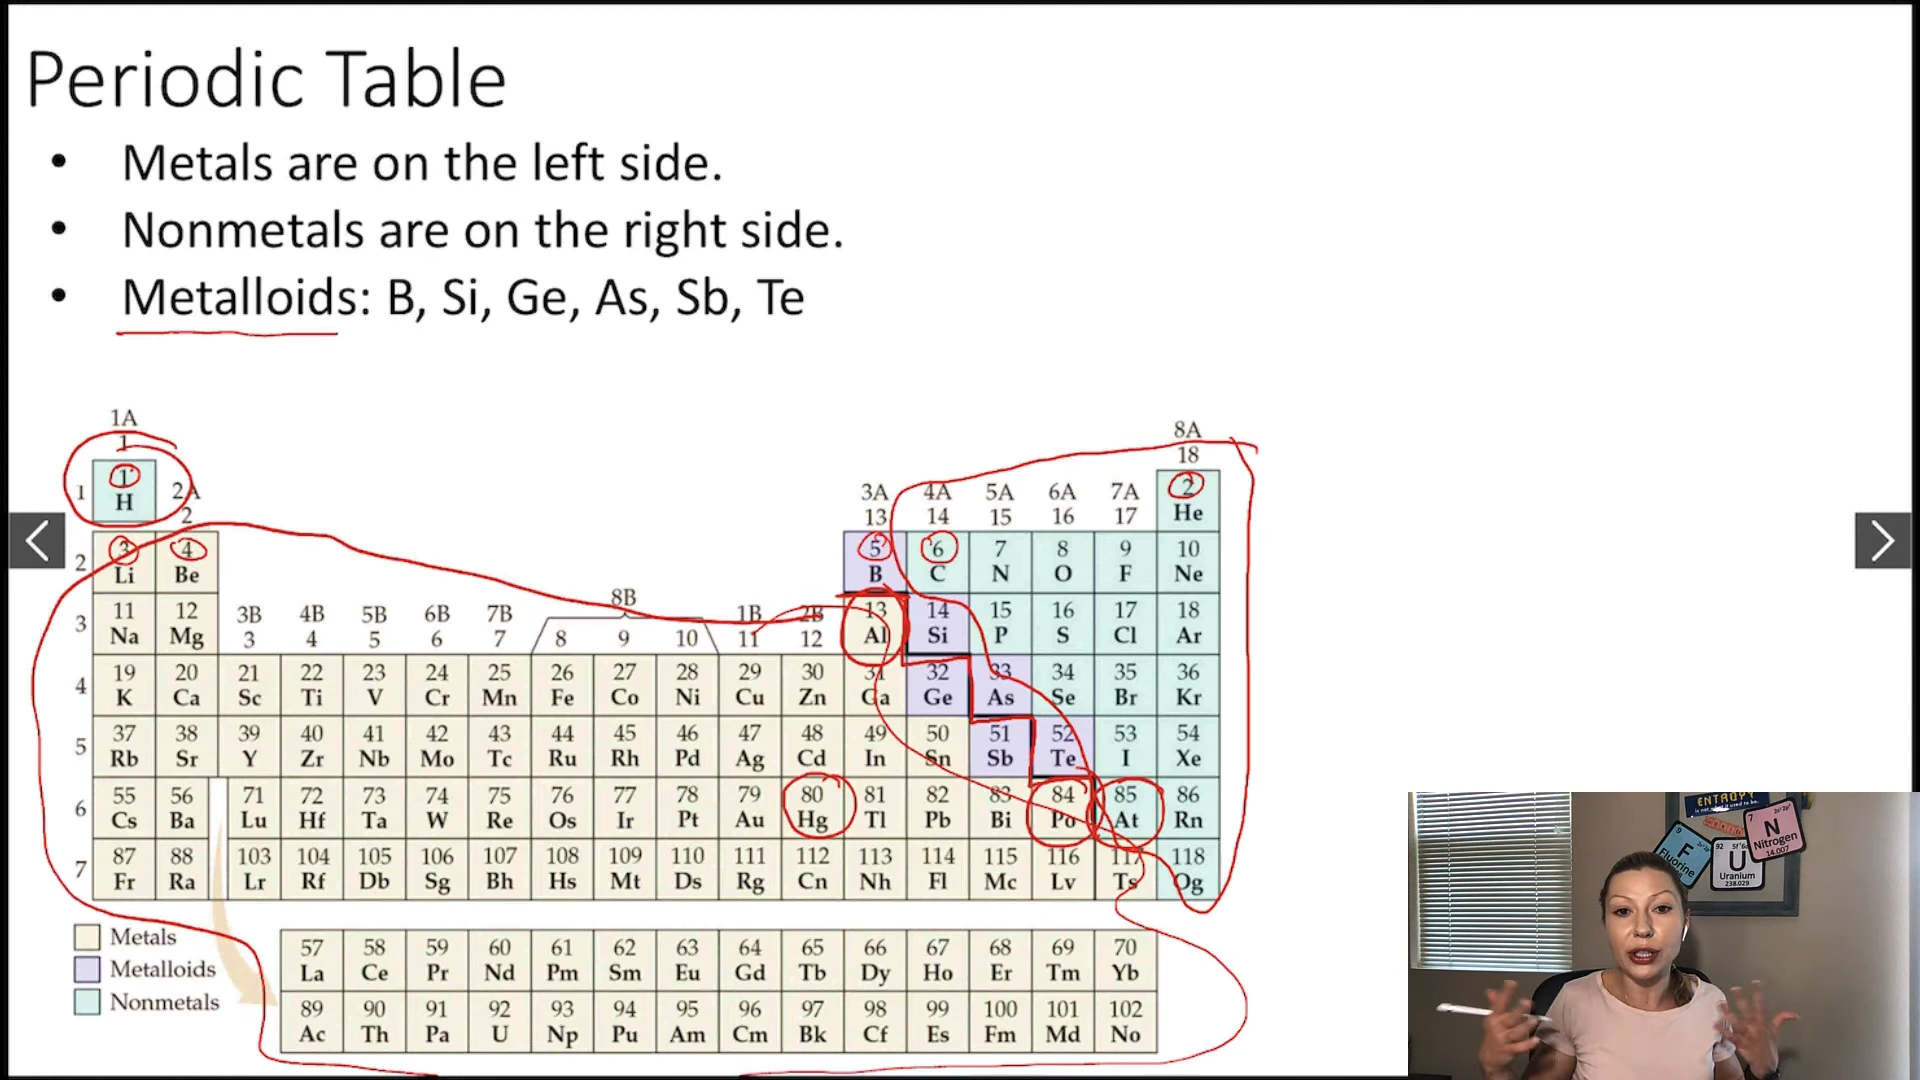 Periodic Table
• Metals are on the left side.
• Nonmetals are on the right side.
• Metalloids: B, Si, Ge, As, Sb, Te
1A 8A
1 18
1 1 H 2A 3A 4A 5A 6A 7A 2 He
2 13 14 15 16 17
2 3 Li 4 Be 5 B 6 C 7 N 8 O 9 F 10 Ne
3 11 Na 12 Mg 3B 4B 5B 6B 7B 8B 1B 2B 13 Al 14 Si 15 P 16 S 17 Cl 18 Ar
3 4 5 6 7 8 9 10 11 12
4 19 K 20 Ca 21 Sc 22 Ti 23 V 24 Cr 25 Mn 26 Fe 27 Co 28 Ni 29 Cu 30 Zn 31 Ga 32 Ge 33 As 34 Se 35 Br 36 Kr
5 37 Rb 38 Sr 39 Y 40 Zr 41 Nb 42 Mo 43 Tc 44 Ru 45 Rh 46 Pd 47 Ag 48 Cd 49 In 50 Sn 51 Sb 52 Te 53 I 54 Xe
6 55 Cs 56 Ba 71 Lu 72 Hf 73 Ta 74 W 75 Re 76 Os 77 Ir 78 Pt 79 Au 80 Hg 81 Tl 82 Pb 83 Bi 84 Po 85 At 86 Rn
7 87 Fr 88 Ra 103 Lr 104 Rf 105 Db 106 Sg 107 Bh 108 Hs 109 Mt 110 Ds 111 Rg 112 Cn 113 Nh 114 Fl 115 Mc 116 Lv 117 Ts 118 Og
Metals
Metalloids
Nonmetals
57 La 58 Ce 59 Pr 60 Nd 61 Pm 62 Sm 63 Eu 64 Gd 65 Tb 66 Dy 67 Ho 68 Er 69 Tm 70 Yb
89 Ac 90 Th 91 Pa 92 U 93 Np 94 Pu 95 Am 96 Cm 97 Bk 98 Cf 99 Es 100 Fm 101 Md 102 No
ENTROPY
9
F
Fluorine
92
U
Uranium
238.029
7
N
Nitrogen
14.007